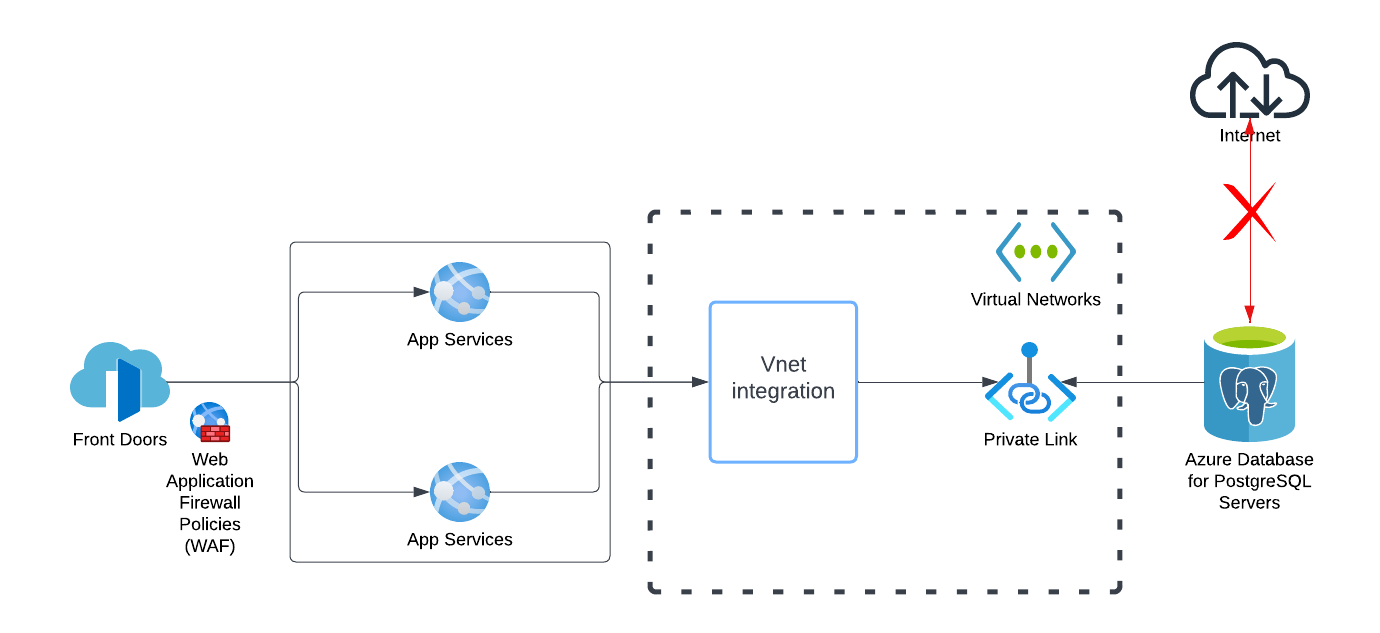 Internet
Virtual Networks
App Services
Vnet
integration
Front Doors
Private Link
Web
Application
Firewall
Policies
(WAF)
Azure Database
for PostgreSQL
Servers
App Services